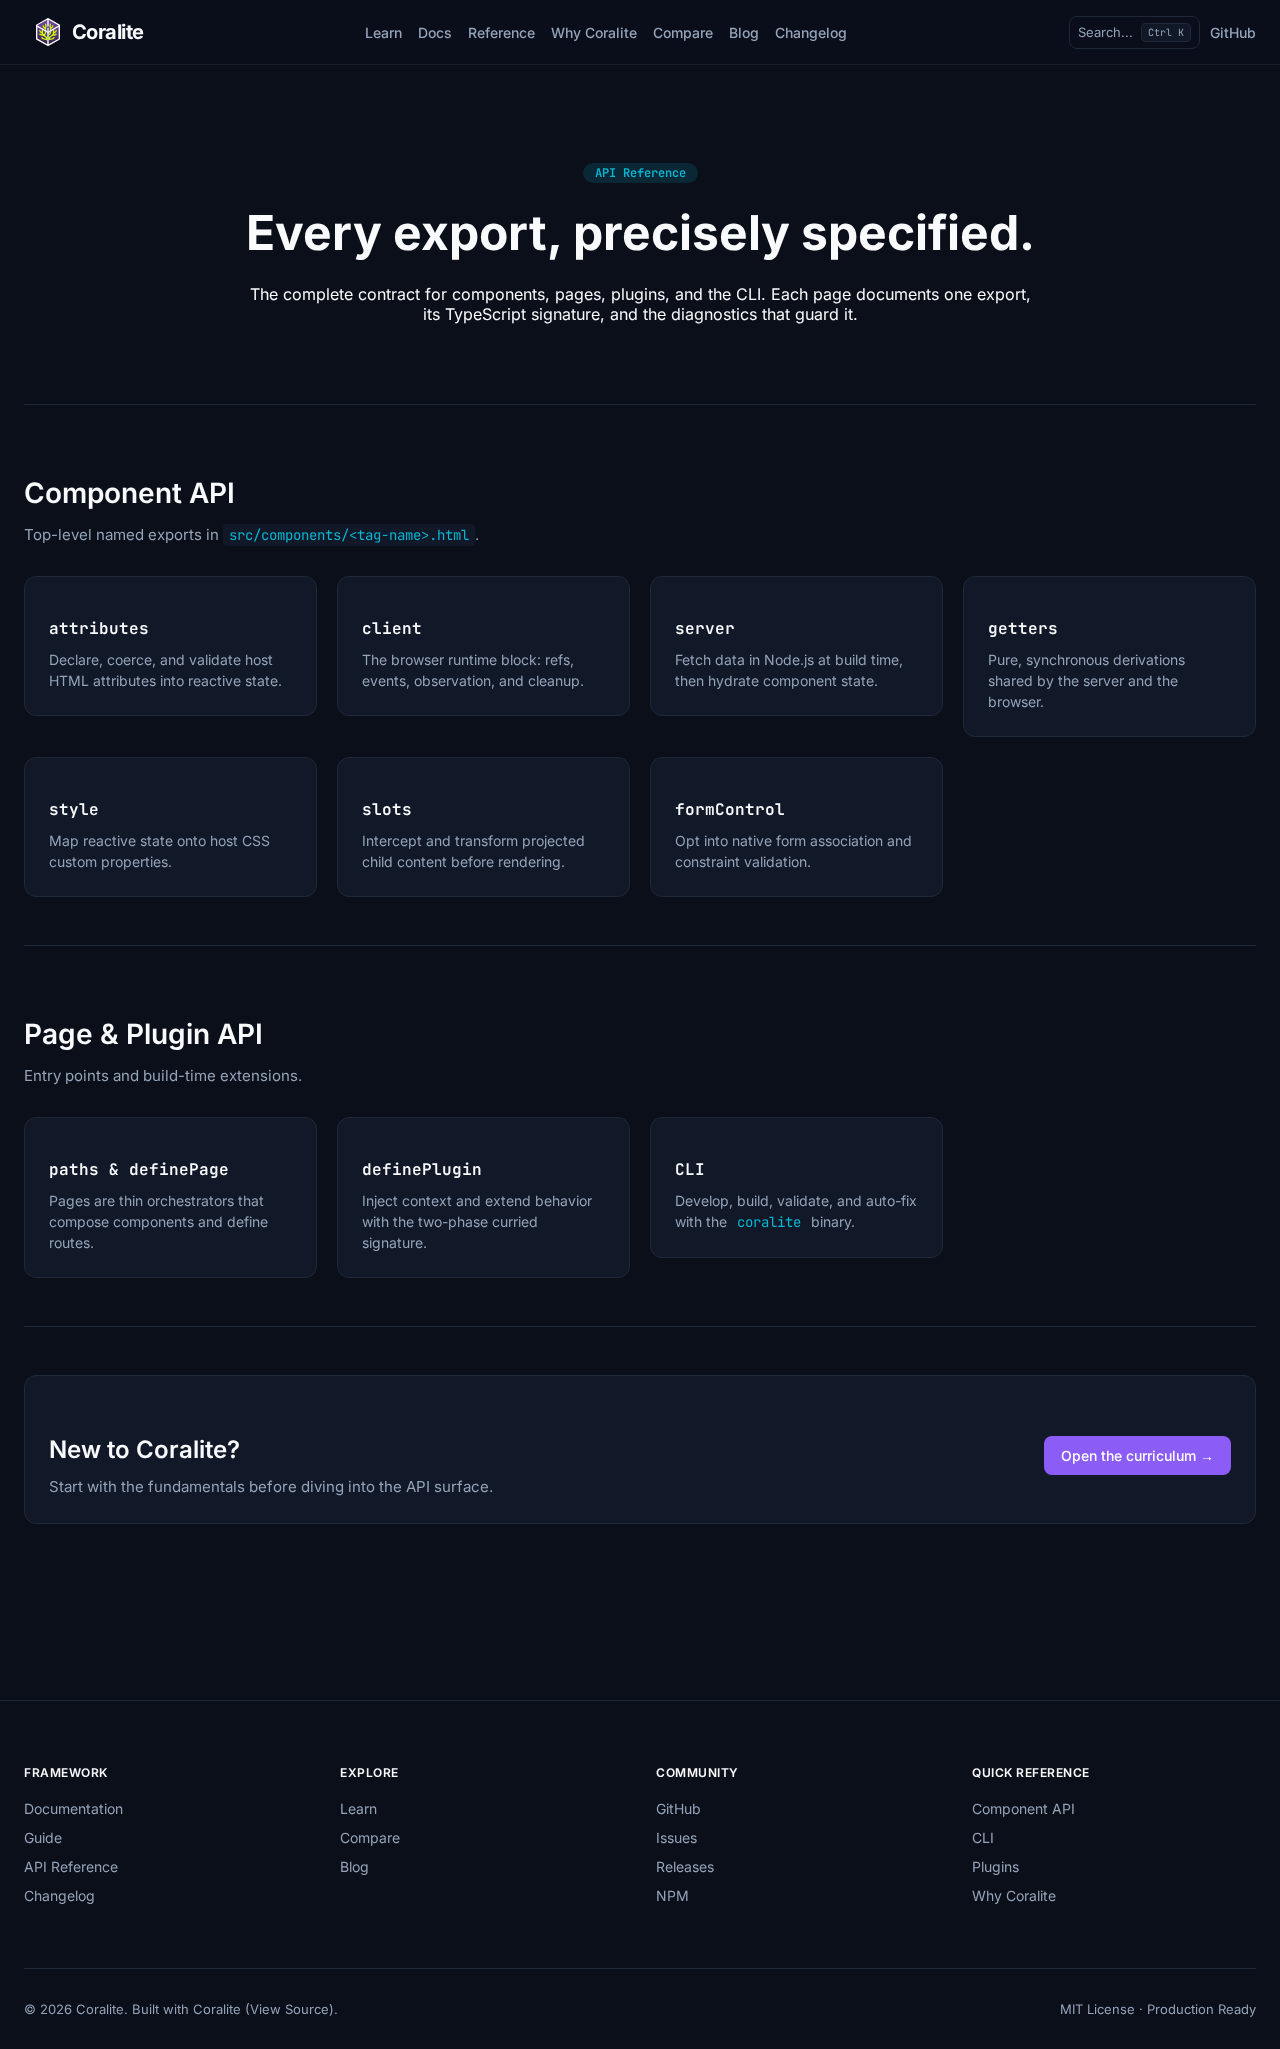 Coralite
Learn Docs Reference Why Coralite Compare Blog Changelog
Search... Ctrl K GitHub
API Reference
Every export, precisely specified.
The complete contract for components, pages, plugins, and the CLI. Each page documents one export,
its TypeScript signature, and the diagnostics that guard it.
Component API
Top-level named exports in src/components/<tag-name>.html.
attributes
Declare, coerce, and validate host
HTML attributes into reactive state.
client
The browser runtime block: refs,
events, observation, and cleanup.
server
Fetch data in Node.js at build time,
then hydrate component state.
getters
Pure, synchronous derivations
shared by the server and the
browser.
style
Map reactive state onto host CSS
custom properties.
slots
Intercept and transform projected
child content before rendering.
formControl
Opt into native form association and
constraint validation.
Page & Plugin API
Entry points and build-time extensions.
paths & definePage
Pages are thin orchestrators that
compose components and define
routes.
definePlugin
Inject context and extend behavior
with the two-phase curried
signature.
CLI
Develop, build, validate, and auto-fix
with the coralite binary.
New to Coralite?
Start with the fundamentals before diving into the API surface.
Open the curriculum →
FRAMEWORK
Documentation
Guide
API Reference
Changelog
EXPLORE
Learn
Compare
Blog
COMMUNITY
GitHub
Issues
Releases
NPM
QUICK REFERENCE
Component API
CLI
Plugins
Why Coralite
© 2026 Coralite. Built with Coralite (View Source).
MIT License · Production Ready